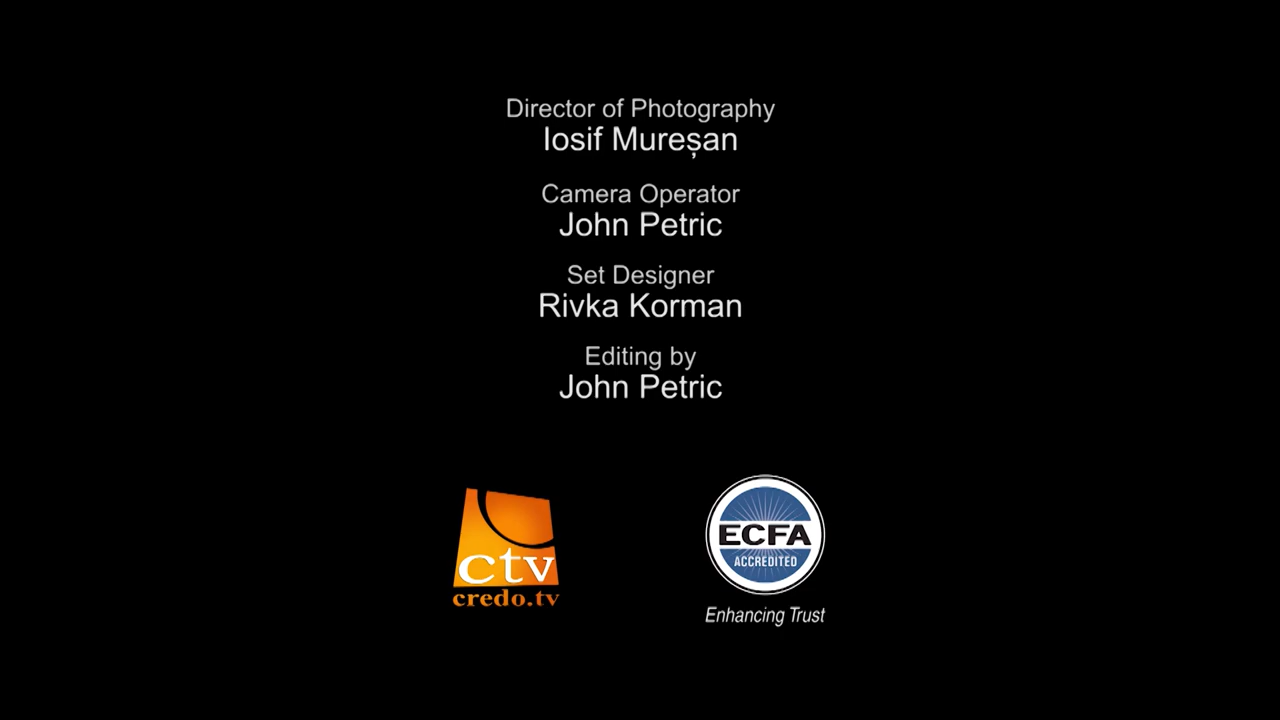 Director of Photography
Iosif Mureșan
Camera Operator
John Petric
Set Designer
Rivka Korman
Editing by
John Petric
ctv
credo.tv
ECFA
ACCREDITED
Enhancing Trust